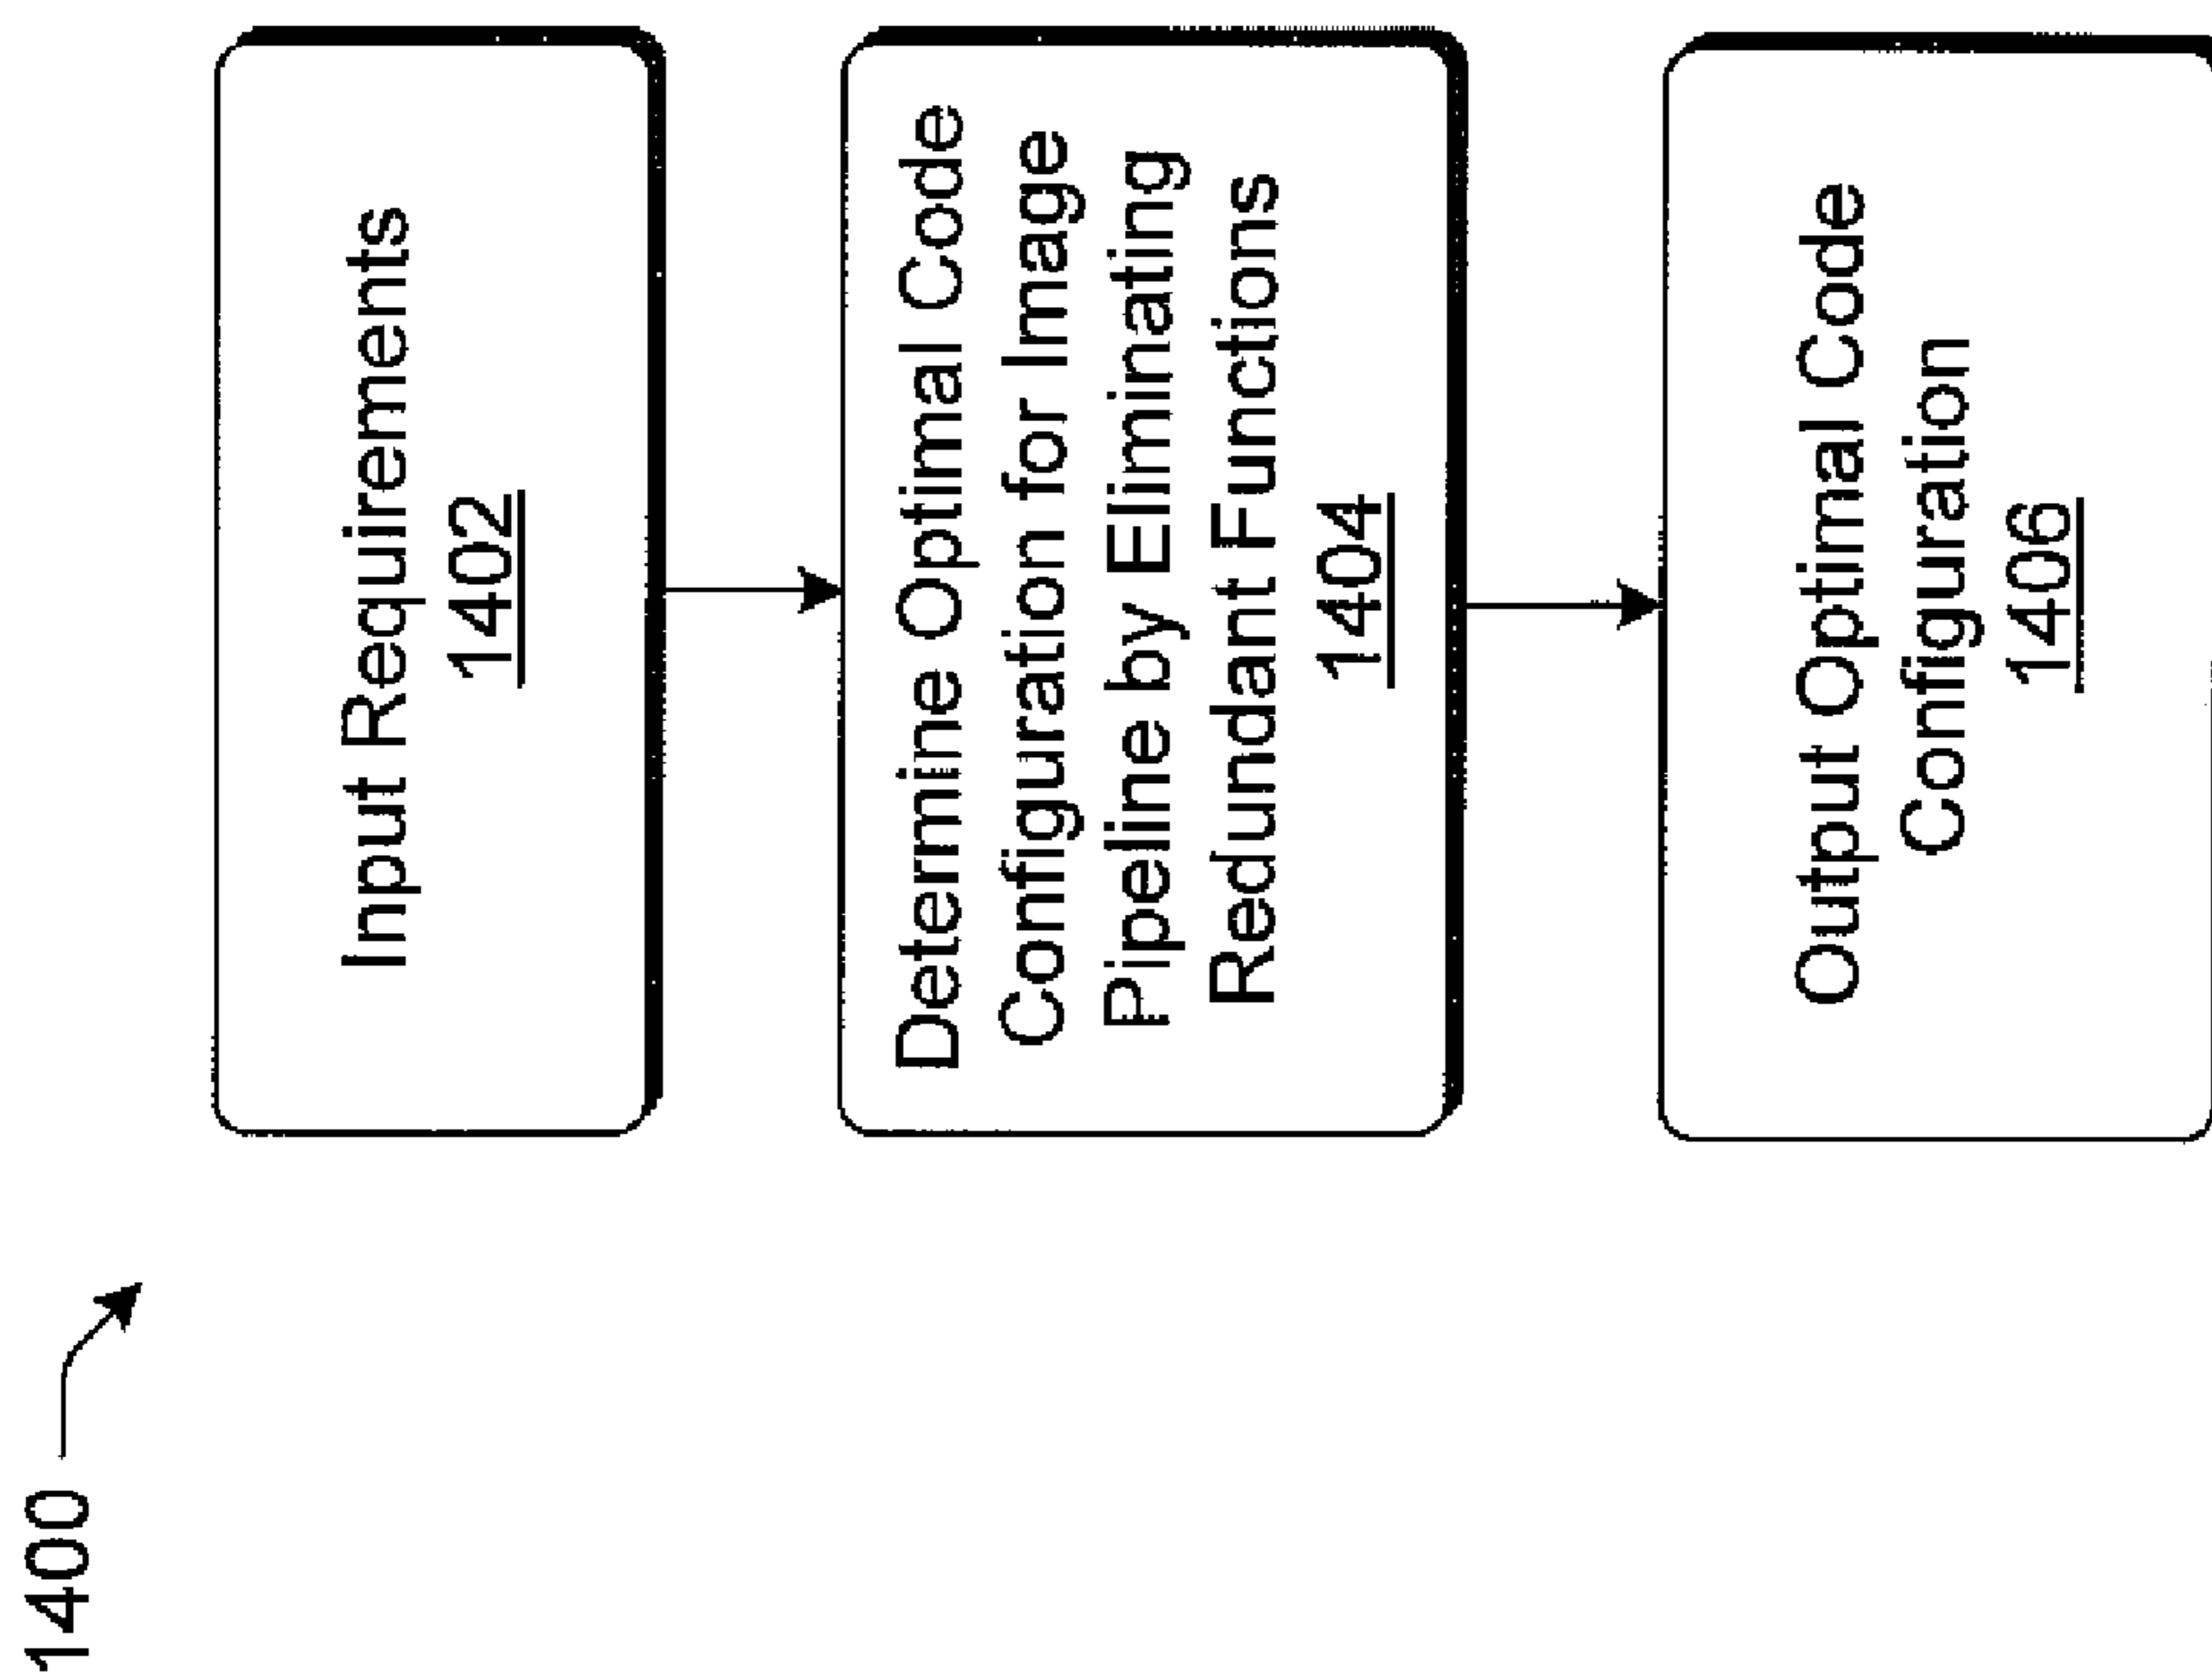 1400
Input Requirements
1402
Determine Optimal Code
Configuration for Image
Pipeline by Eliminating
Redundant Functions
1404
Output Optimal Code
Configuration
1406